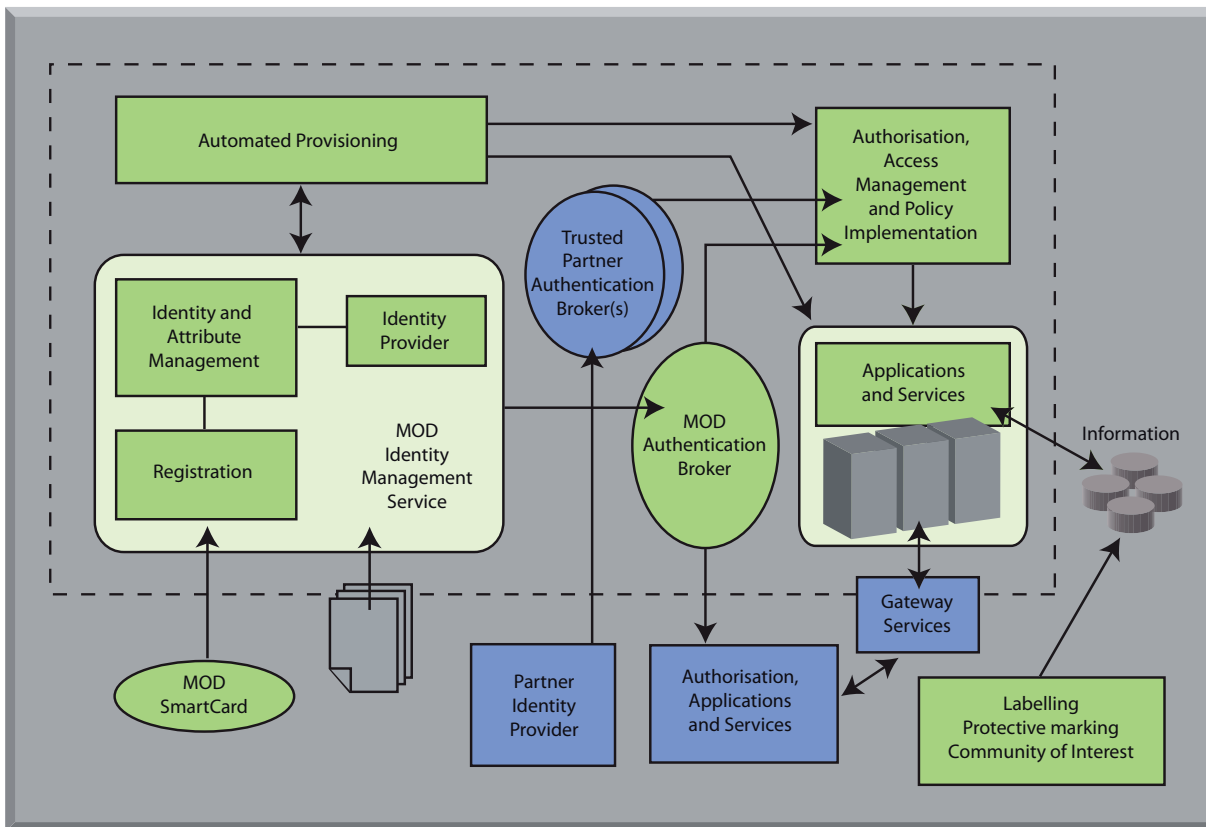 Automated Provisioning
Authorisation,
Access
Management
and Policy
Implementation
Trusted
Partner
Authentication
Broker(s)
Identity and
Attribute
Management
Identity
Provider
Applications
and Services
MOD
Identity
Management
Service
MOD
Authentication
Broker
Registration
Information
Gateway
Services
MOD
SmartCard
Partner
Identity
Provider
Authorisation,
Applications
and Services
Labelling
Protective marking
Community of Interest